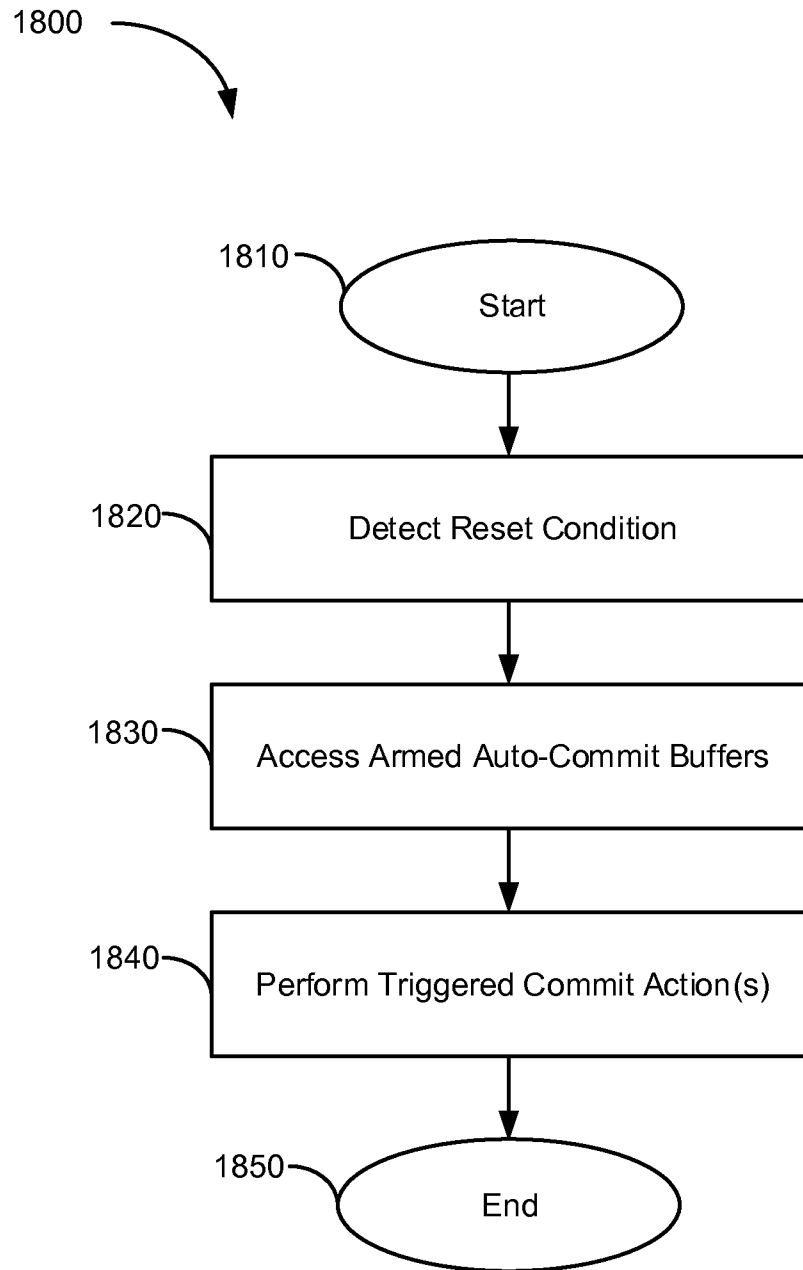 1800
1810
Start
1820
Detect Reset Condition
1830
Access Armed Auto-Commit Buffers
1840
Perform Triggered Commit Action(s)
1850
End